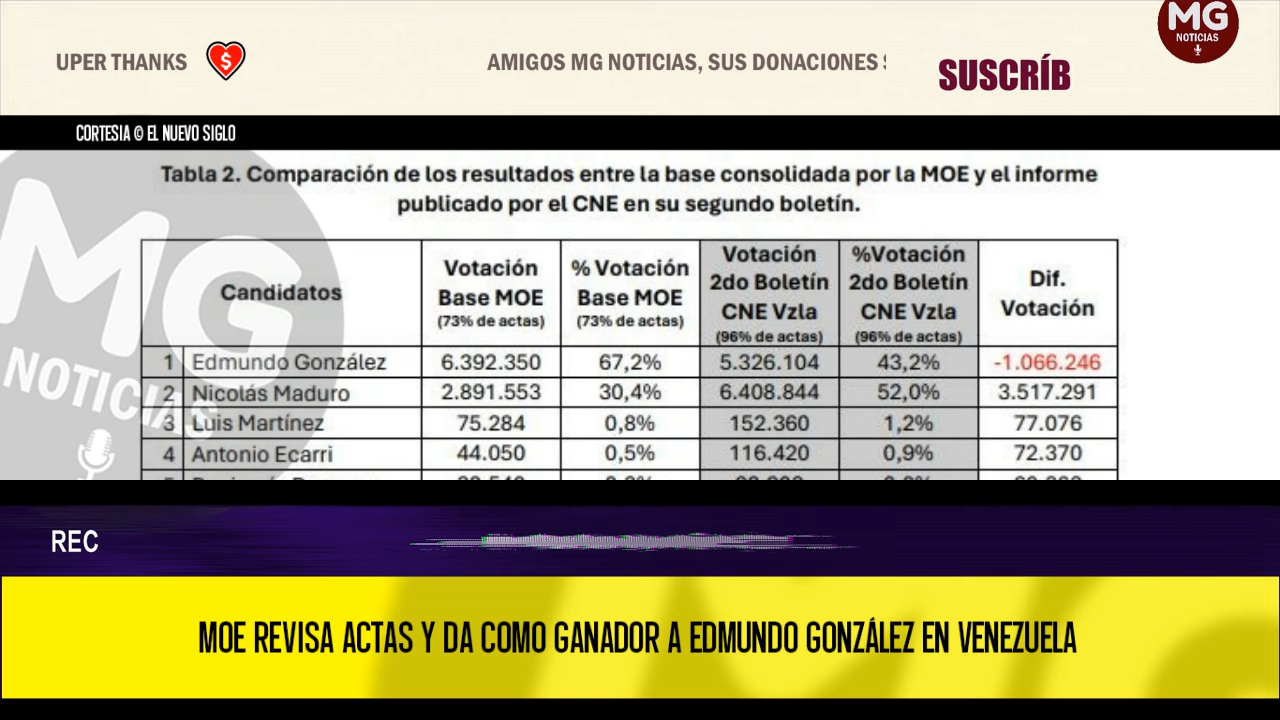 MG
NOTICIAS
UPER THANKS
AMIGOS MG NOTICIAS, SUS DONACIONES
SUSCRÍB
CORTESIA © EL NUEVO SIGLO
Tabla 2. Comparación de los resultados entre la base consolidada por la MOE y el informe
publicado por el CNE en su segundo boletín.
Candidatos Votación Base MOE (73% de actas) % Votación Base MOE (73% de actas) Votación 2do Boletín CNE Vzla (96% de actas) %Votación 2do Boletín CNE Vzla (96% de actas) Dif. Votación
1 Edmundo González 6.392.350 67,2% 5.326.104 43,2% -1.066.246
2 Nicolás Maduro 2.891.553 30,4% 6.408.844 52,0% 3.517.291
3 Luis Martínez 75.284 0,8% 152.360 1,2% 77.076
4 Antonio Ecarri 44.050 0,5% 116.420 0,9% 72.370
MG
NOTICIAS
REC
MOE REVISA ACTAS Y DA COMO GANADOR A EDMUNDO GONZÁLEZ EN VENEZUELA